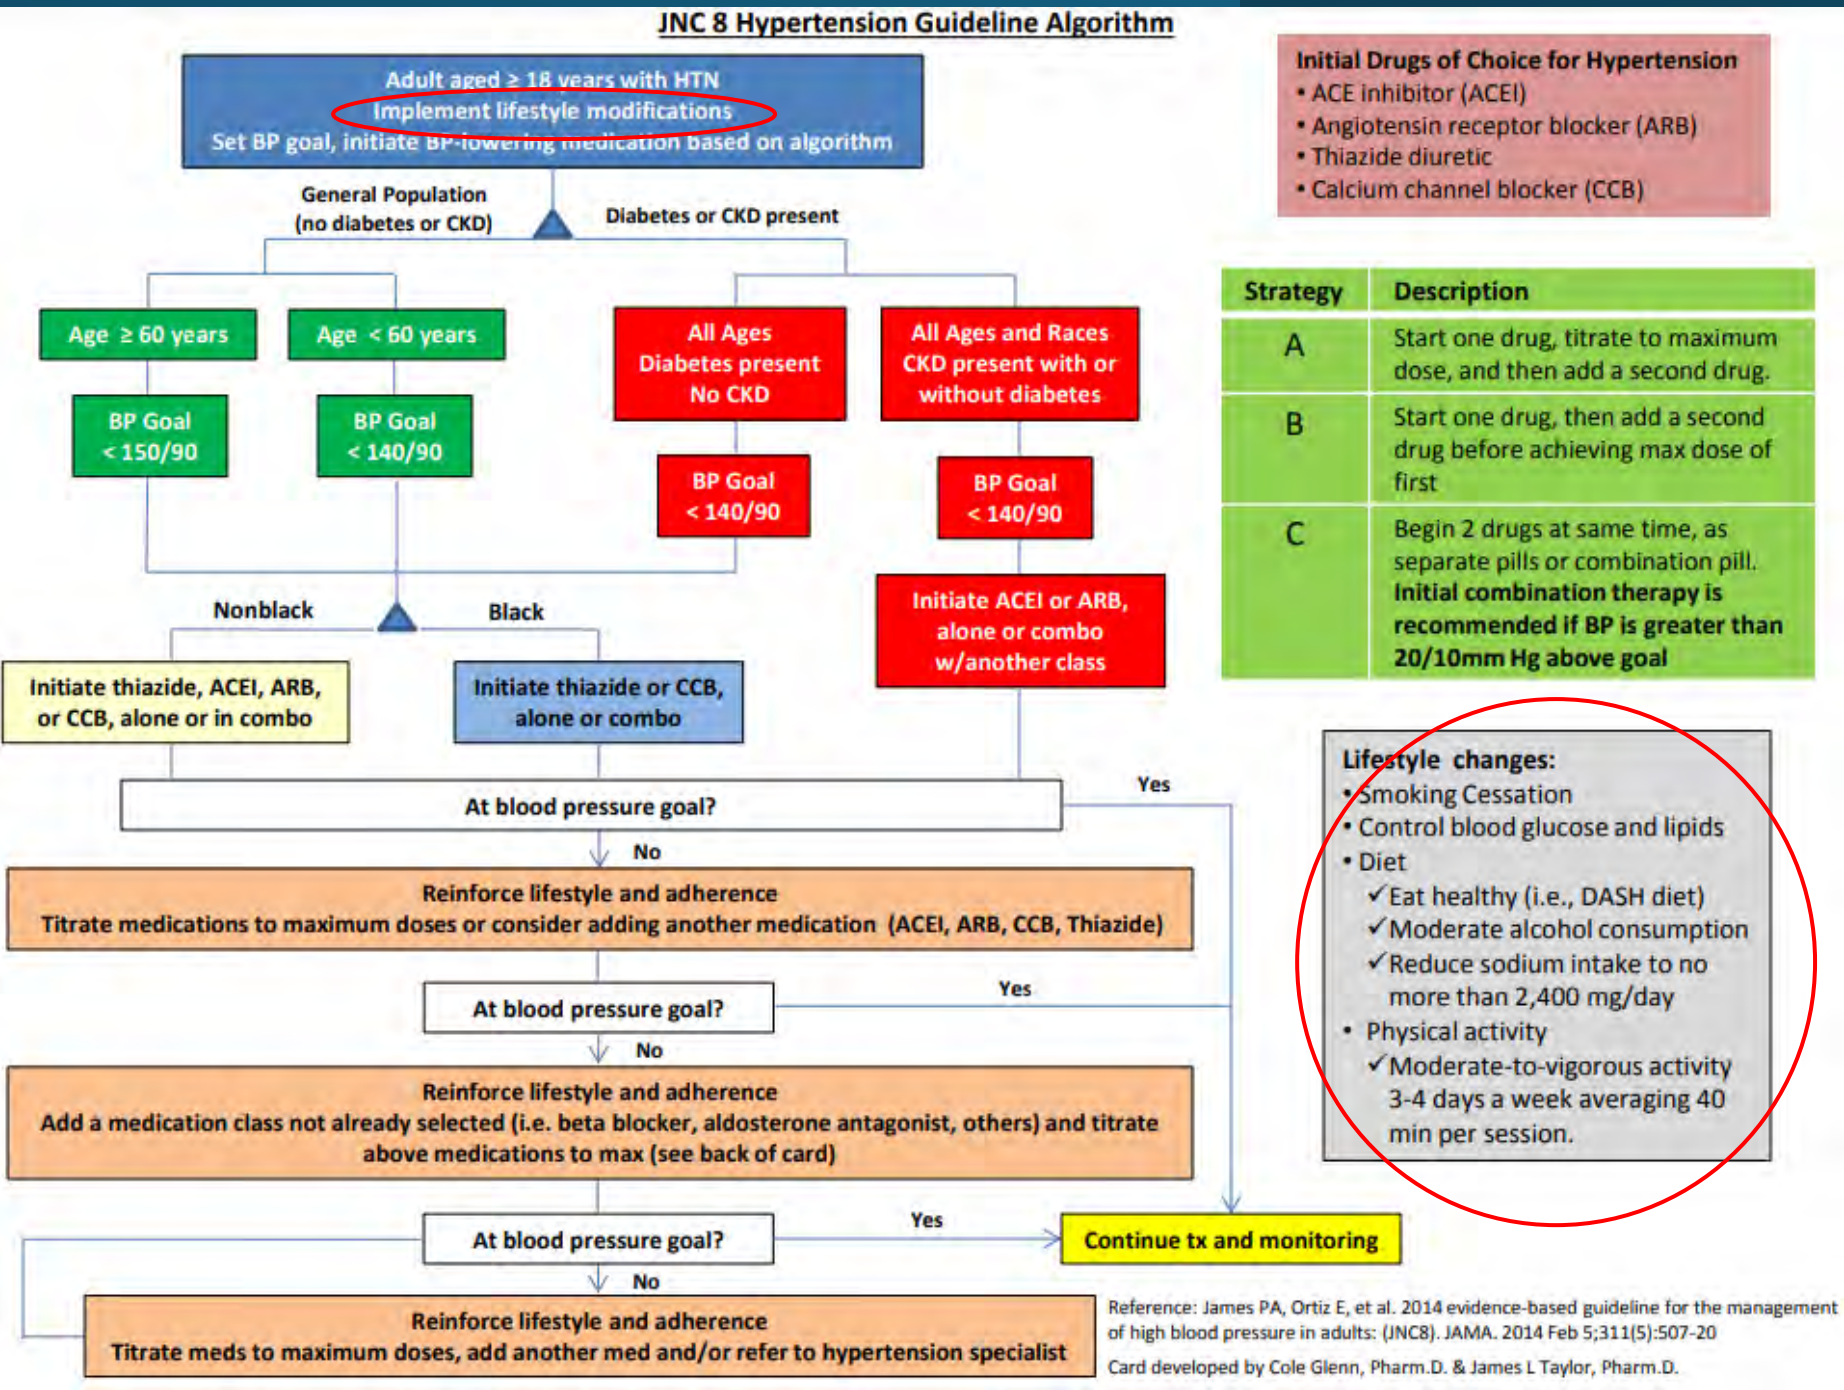 JNC 8 Hypertension Guideline Algorithm
Adult aged ≥ 18 years with HTN
Implement lifestyle modifications
Set BP goal, initiate BP-lowering medication based on algorithm
General Population
(no diabetes or CKD)
Diabetes or CKD present
Age ≥ 60 years
Age < 60 years
All Ages
Diabetes present
No CKD
All Ages and Races
CKD present with or
without diabetes
BP Goal
< 150/90
BP Goal
< 140/90
BP Goal
< 140/90
BP Goal
< 140/90
Nonblack
Black
Initiate thiazide, ACEI, ARB,
or CCB, alone or in combo
Initiate thiazide or CCB,
alone or combo
Initiate ACEI or ARB,
alone or combo
w/another class
At blood pressure goal?
Yes
No
Reinforce lifestyle and adherence
Titrate medications to maximum doses or consider adding another medication (ACEI, ARB, CCB, Thiazide)
At blood pressure goal?
Yes
No
Reinforce lifestyle and adherence
Add a medication class not already selected (i.e. beta blocker, aldosterone antagonist, others) and titrate
above medications to max (see back of card)
At blood pressure goal?
Yes
Continue tx and monitoring
No
Reinforce lifestyle and adherence
Titrate meds to maximum doses, add another med and/or refer to hypertension specialist
Initial Drugs of Choice for Hypertension
• ACE inhibitor (ACEI)
• Angiotensin receptor blocker (ARB)
• Thiazide diuretic
• Calcium channel blocker (CCB)
Strategy Description
A Start one drug, titrate to maximum
dose, and then add a second drug.
B Start one drug, then add a second
drug before achieving max dose of
first
C Begin 2 drugs at same time, as
separate pills or combination pill.
Initial combination therapy is
recommended if BP is greater than
20/10mm Hg above goal
Lifestyle changes:
• Smoking Cessation
• Control blood glucose and lipids
• Diet
✓Eat healthy (i.e., DASH diet)
✓Moderate alcohol consumption
✓Reduce sodium intake to no
more than 2,400 mg/day
• Physical activity
✓Moderate-to-vigorous activity
3-4 days a week averaging 40
min per session.
Reference: James PA, Ortiz E, et al. 2014 evidence-based guideline for the management
of high blood pressure in adults: (JNC8). JAMA. 2014 Feb 5;311(5):507-20
Card developed by Cole Glenn, Pharm.D. & James L Taylor, Pharm.D.